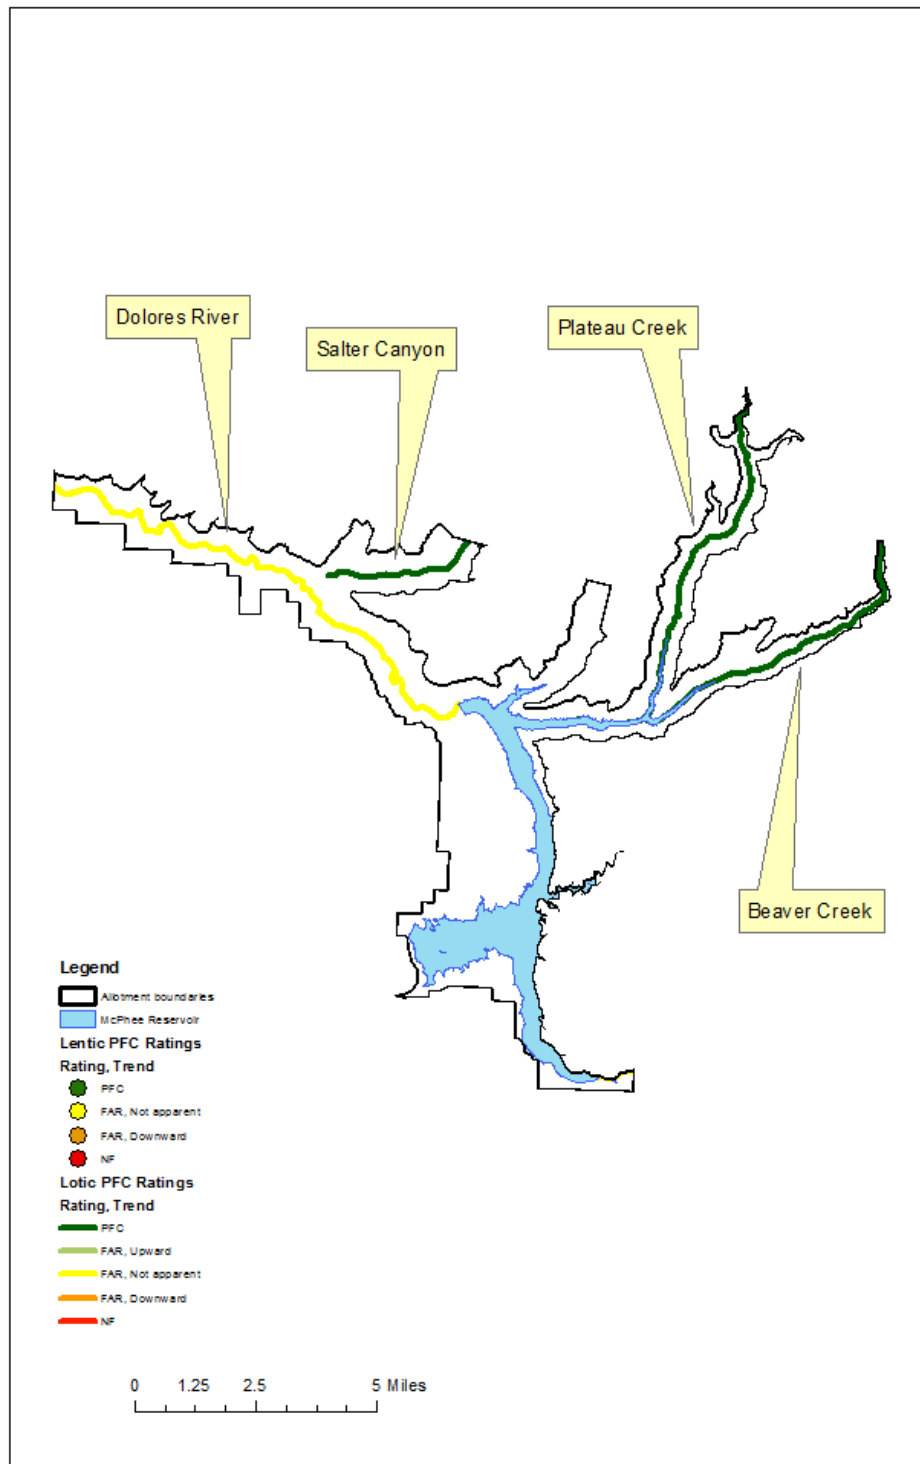 Dolores River
Salter Canyon
Plateau Creek
Beaver Creek
Legend
Allotment boundaries
McPhee Reservoir
Lentic PFC Ratings
Rating, Trend
PFC
FAR, Not apparent
FAR, Downward
NF
Lotic PFC Ratings
Rating, Trend
PFC
FAR, Upward
FAR, Not apparent
FAR, Downward
NF
0 1.25 2.5 5 Miles